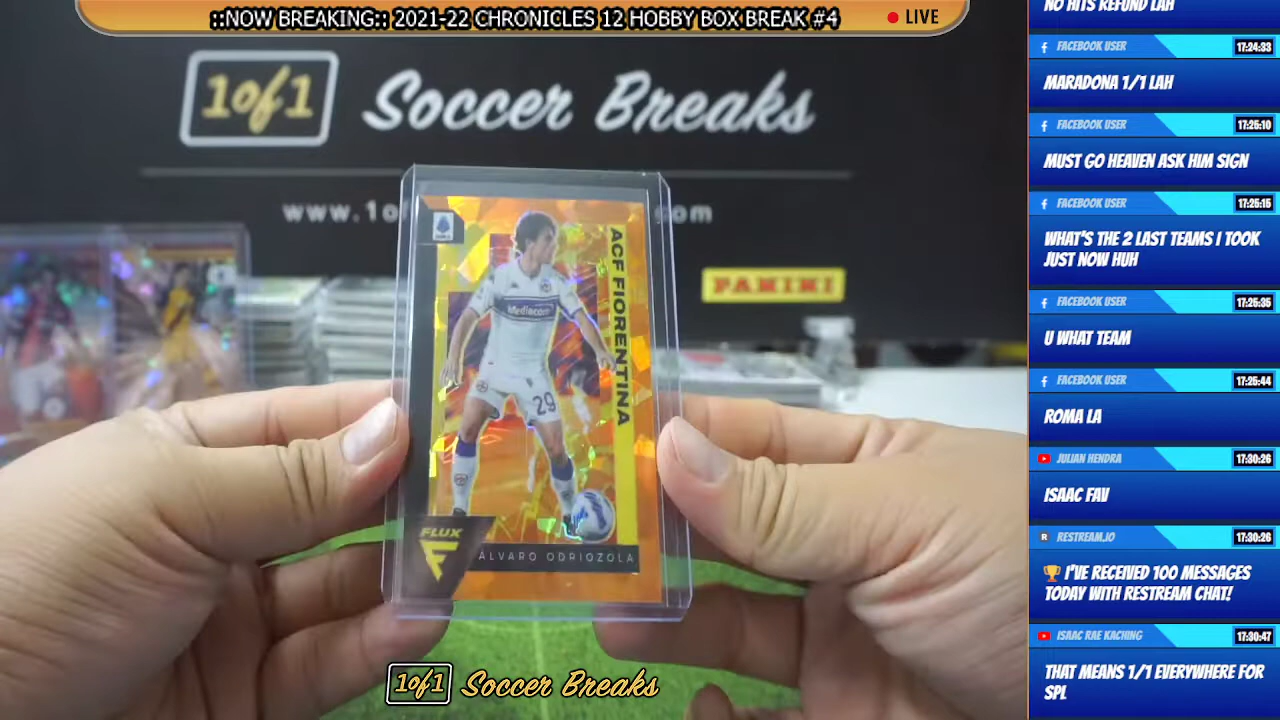 ::NOW BREAKING:: 2021-22 CHRONICLES 12 HOBBY BOX BREAK #4
LIVE
1of1 Soccer Breaks
www.1o
com
PANINI
ACF FIORENTINA
Mediacom
29
FLUX
ÁLVARO ODRIOZOLA
1of1 Soccer Breaks
NO HITS REFUND LAH
FACEBOOK USER 17:24:33
MARADONA 1/1 LAH
FACEBOOK USER 17:25:10
MUST GO HEAVEN ASK HIM SIGN
FACEBOOK USER 17:25:15
WHAT'S THE 2 LAST TEAMS I TOOK
JUST NOW HUH
FACEBOOK USER 17:25:35
U WHAT TEAM
FACEBOOK USER 17:25:44
ROMA LA
JULIAN HENDRA 17:30:26
ISAAC FAV
RESTREAM.IO 17:30:26
🏆 I'VE RECEIVED 100 MESSAGES
TODAY WITH RESTREAM CHAT!
ISAAC RAE KACHING 17:30:47
THAT MEANS 1/1 EVERYWHERE FOR
SPL